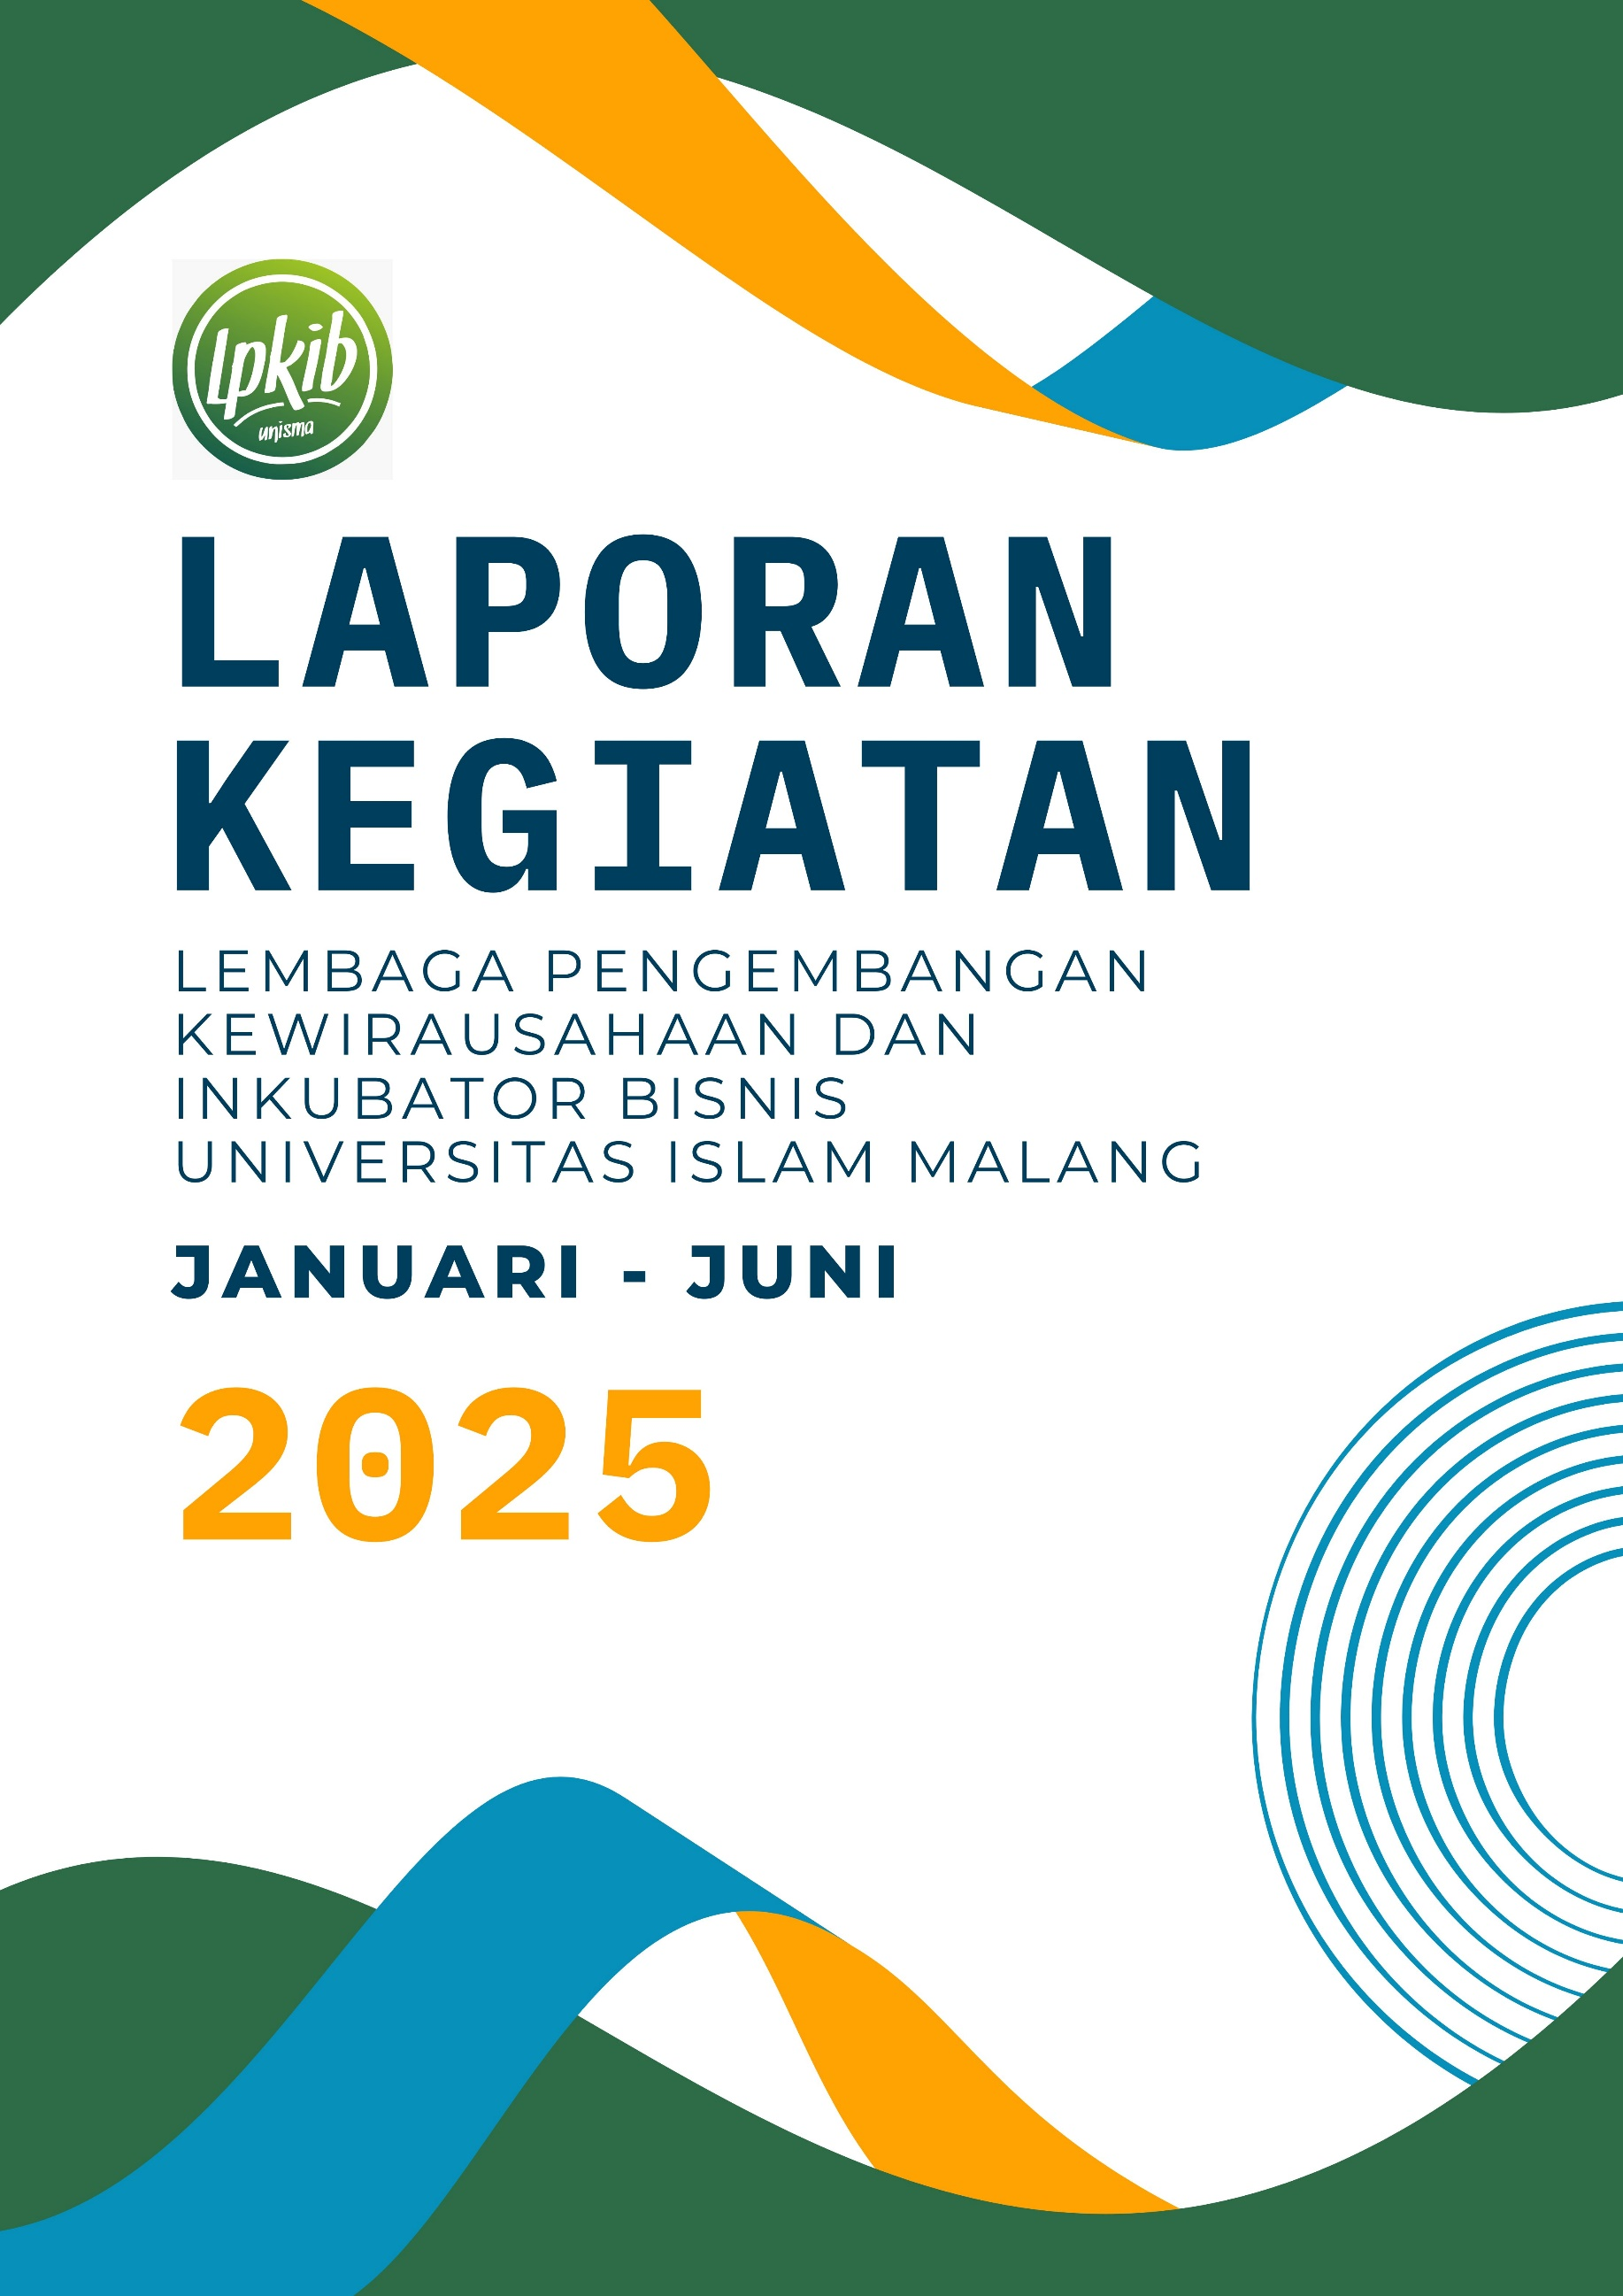 lpkib
unisma
LAPORAN
KEGIATAN
LEMBAGA PENGEMBANGAN
KEWIRAUSAHAAN DAN
INKUBATOR BISNIS
UNIVERSITAS ISLAM MALANG
JANUARI - JUNI
2025